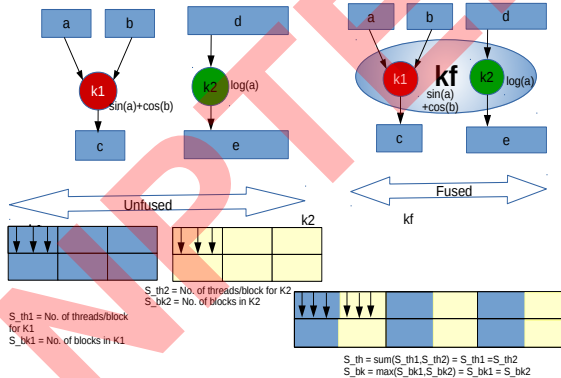 a b d a b d
k1 k2 k1 kf k2
sin(a)+cos(b) log(a) sin(a) log(a)
+cos(b)
c e c e
Unfused Fused
k2 kf
S_th2 = No. of threads/block for K2
S_bk2 = No. of blocks in K2
S_th1 = No. of threads/block
for K1
S_bk1 = No. of blocks in K1
S_th = sum(S_th1,S_th2) = S_th1 =S_th2
S_bk = max(S_bk1,S_bk2) = S_bk1 = S_bk2
NPTE